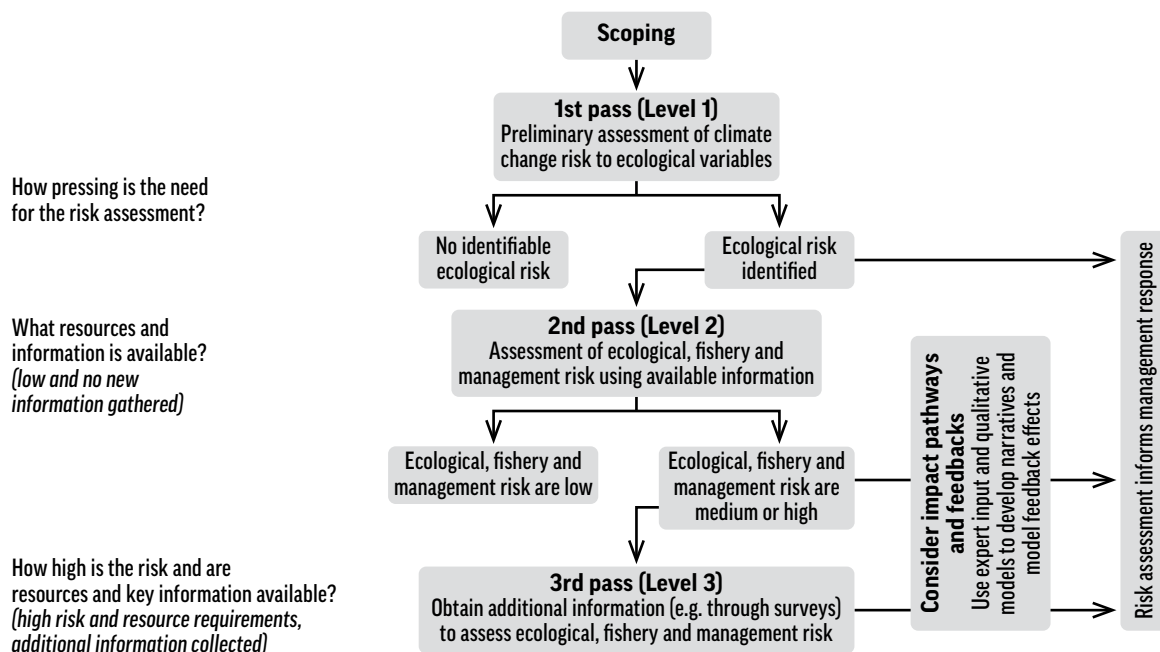 Scoping
1st pass (Level 1)
Preliminary assessment of climate
change risk to ecological variables
How pressing is the need
for the risk assessment?
No identifiable
ecological risk
Ecological risk
identified
What resources and
information is available?
(low and no new
information gathered)
2nd pass (Level 2)
Assessment of ecological, fishery and
management risk using available information
Ecological, fishery and
management risk are low
Ecological, fishery and
management risk are
medium or high
How high is the risk and are
resources and key information available?
(high risk and resource requirements,
additional information collected)
3rd pass (Level 3)
Obtain additional information (e.g. through surveys)
to assess ecological, fishery and management risk
Consider impact pathways
and feedbacks
Use expert input and qualitative
models to develop narratives and
model feedback effects
Risk assessment informs management response